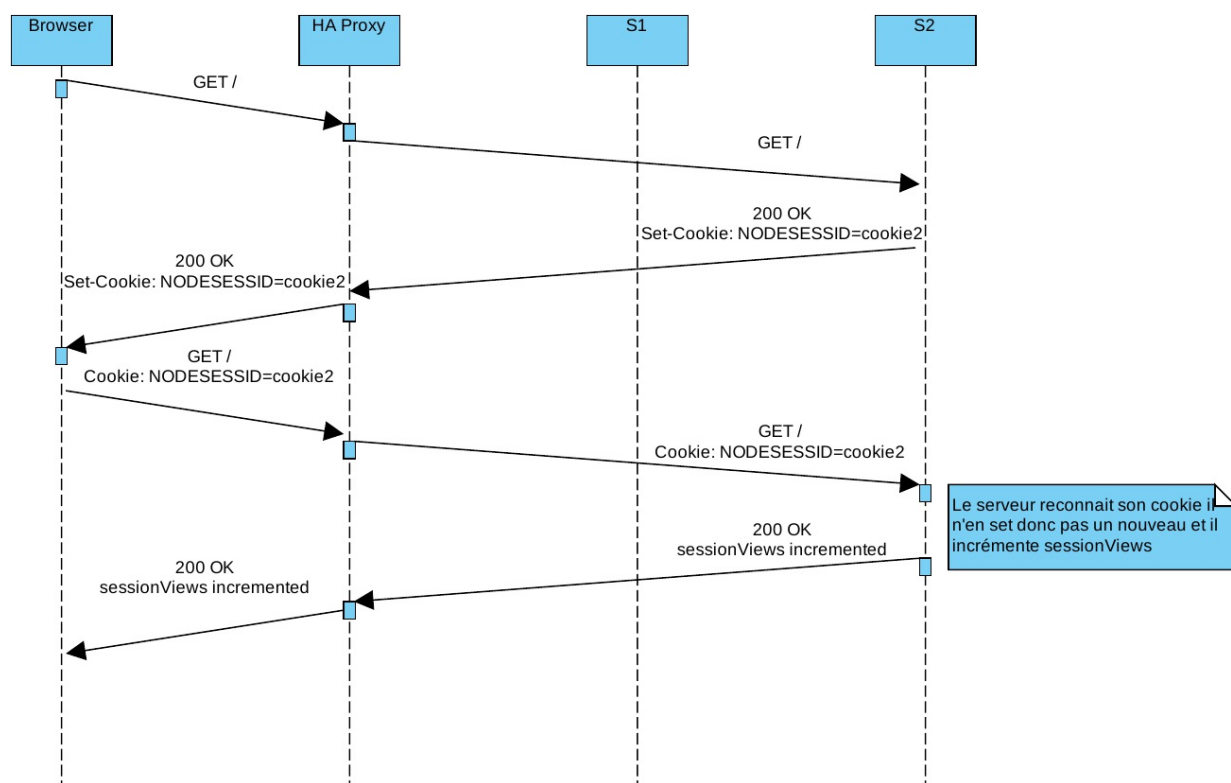 Browser
HA Proxy
S1
S2
GET /
GET /
200 OK
Set-Cookie: NODESESSID=cookie2
200 OK
Set-Cookie: NODESESSID=cookie2
GET /
Cookie: NODESESSID=cookie2
GET /
Cookie: NODESESSID=cookie2
Le serveur reconnait son cookie il
n'en set donc pas un nouveau et il
incrémente sessionViews
200 OK
sessionViews incremented
200 OK
sessionViews incremented